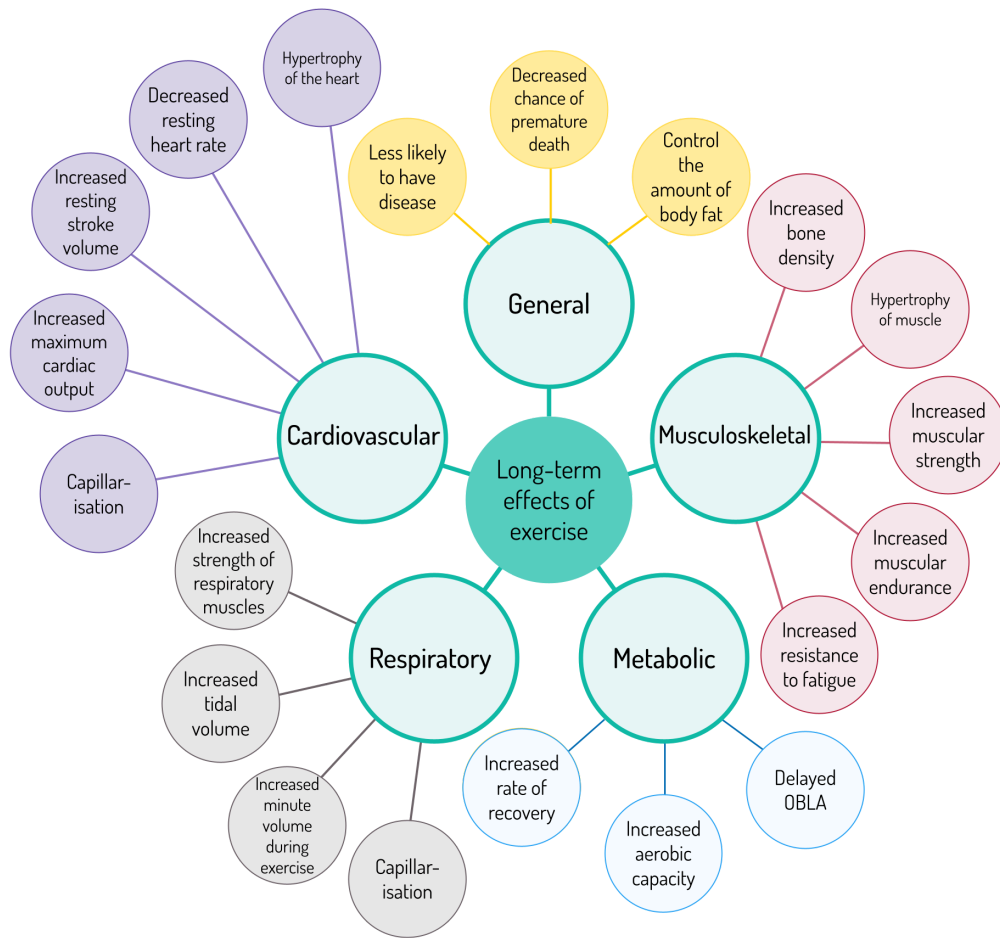 Long-term
effects of
exercise
General
Less likely
to have
disease
Decreased
chance of
premature
death
Control
the
amount of
body fat
Musculoskeletal
Increased
bone
density
Hypertrophy
of muscle
Increased
muscular
strength
Increased
muscular
endurance
Increased
resistance
to fatigue
Metabolic
Delayed
OBLA
Increased
aerobic
capacity
Increased
rate of
recovery
Respiratory
Capillar-
isation
Increased
minute
volume
during
exercise
Increased
tidal
volume
Increased
strength of
respiratory
muscles
Cardiovascular
Capillar-
isation
Increased
maximum
cardiac
output
Increased
resting
stroke
volume
Decreased
resting
heart rate
Hypertrophy
of the heart